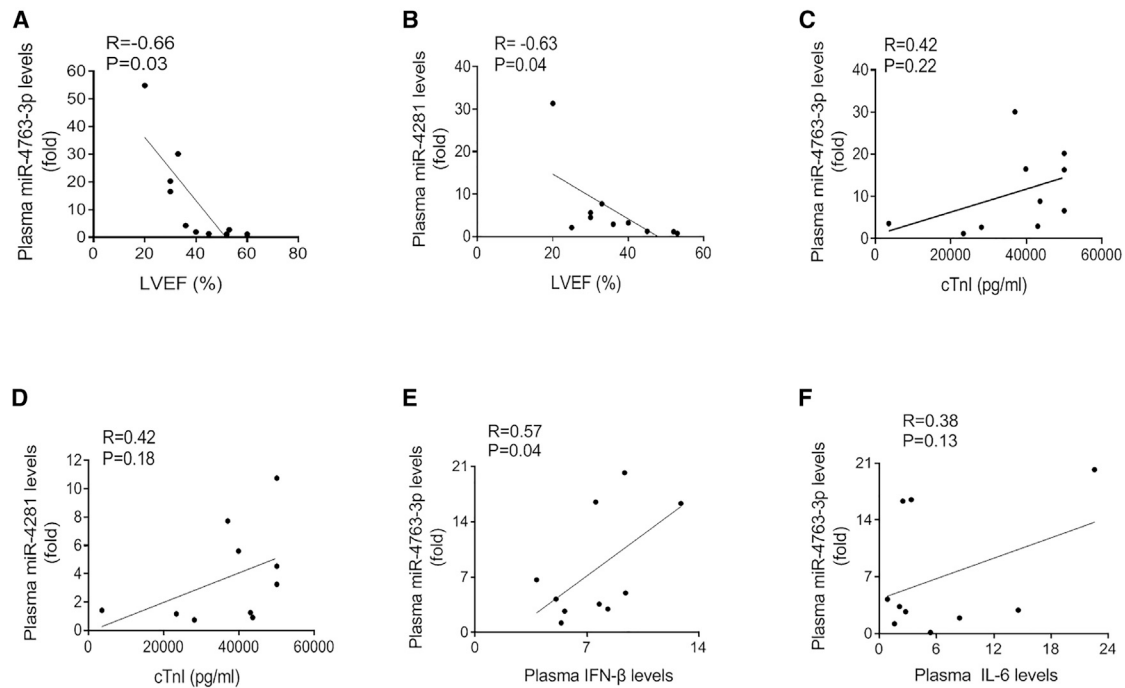 A
R=-0.66
P=0.03
Plasma miR-4763-3p levels
(fold)
60
50
40
30
20
10
0
0 20 40 60 80
LVEF (%)
B
R= -0.63
P=0.04
Plasma miR-4281 levels
(fold)
40
30
20
10
0
0 20 40 60
LVEF (%)
C
R=0.42
P=0.22
Plasma miR-4763-3p levels
(fold)
40
30
20
10
0
0 20000 40000 60000
cTnI (pg/ml)
D
R=0.42
P=0.18
Plasma miR-4281 levels
(fold)
12
10
8
6
4
2
0
0 20000 40000 60000
cTnI (pg/ml)
E
R=0.57
P=0.04
Plasma miR-4763-3p levels
(fold)
21
14
7
0
0 7 14
Plasma IFN-β levels
F
R=0.38
P=0.13
Plasma miR-4763-3p levels
(fold)
21
14
7
0
0 6 12 18 24
Plasma IL-6 levels